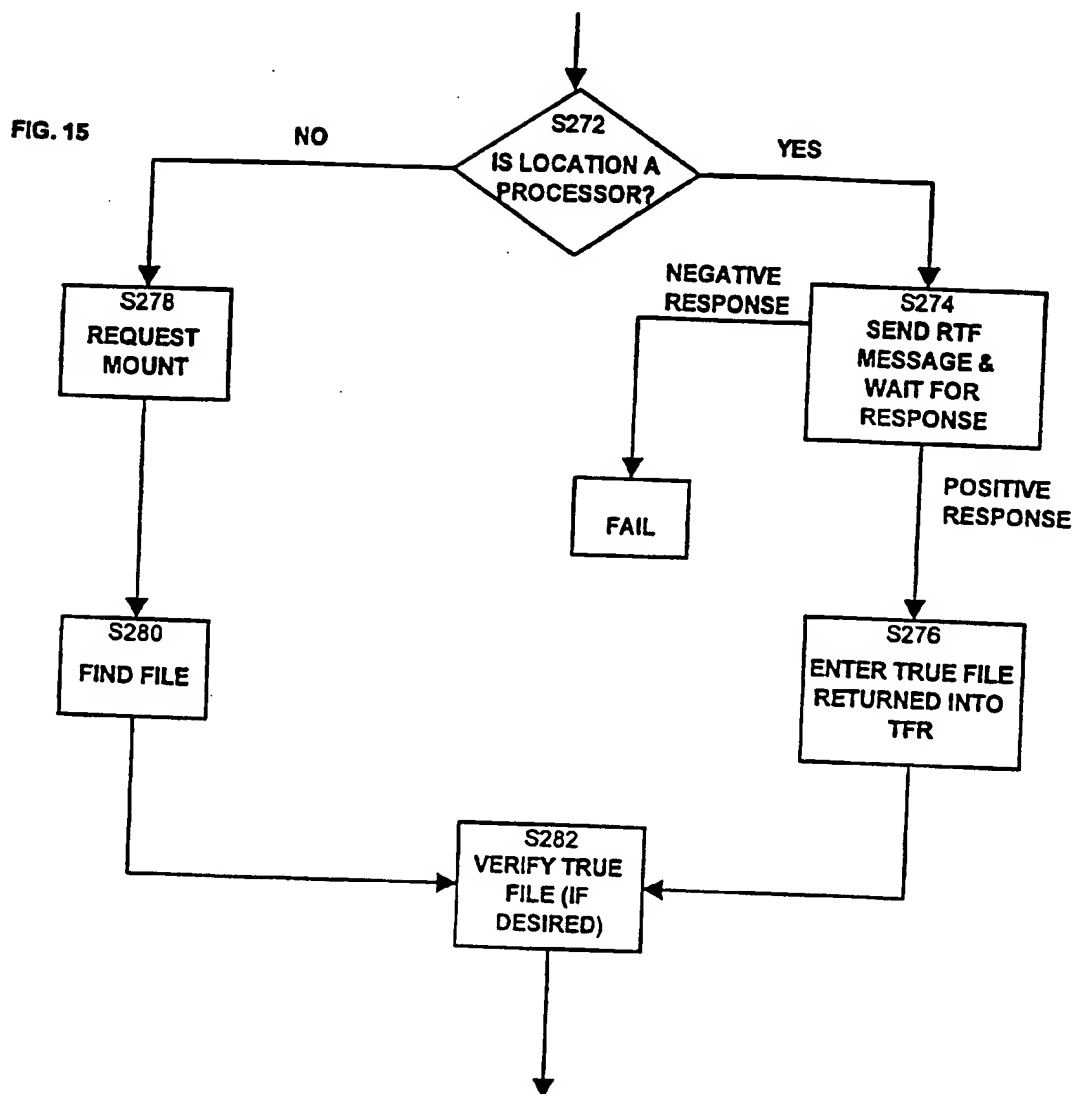 FIG. 15
S272
IS LOCATION A
PROCESSOR?
NO
YES
S278
REQUEST
MOUNT
NEGATIVE
RESPONSE
S274
SEND RTF
MESSAGE &
WAIT FOR
RESPONSE
FAIL
POSITIVE
RESPONSE
S280
FIND FILE
S276
ENTER TRUE FILE
RETURNED INTO
TFR
S282
VERIFY TRUE
FILE (IF
DESIRED)